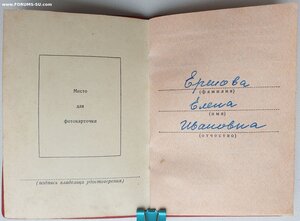 www.FORUMS-SU.com
Место
для
фотокарточки
(подпись владельца удостоверения)
Ершова
(фамилия)
Елена
(имя)
Ивановна
(отчество)